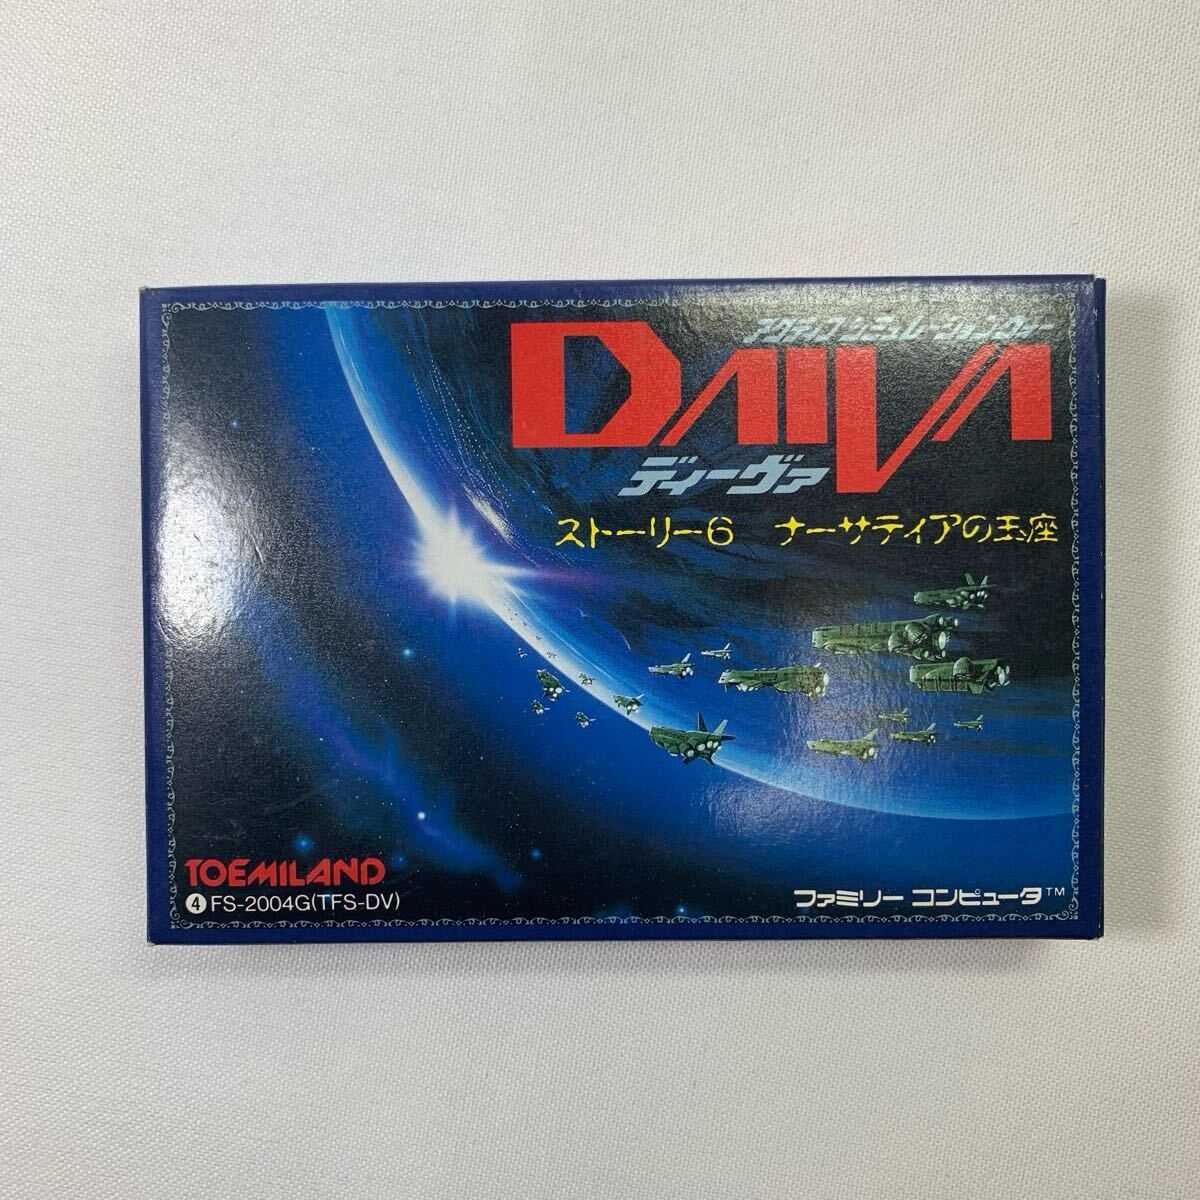 アクティブシミュレーションウォー
DAIVA
ディーヴァ
ストーリー6 ナーサティアの玉座
TOEMILAND
④FS-2004G(TFS-DV)
ファミリー コンピュータ™